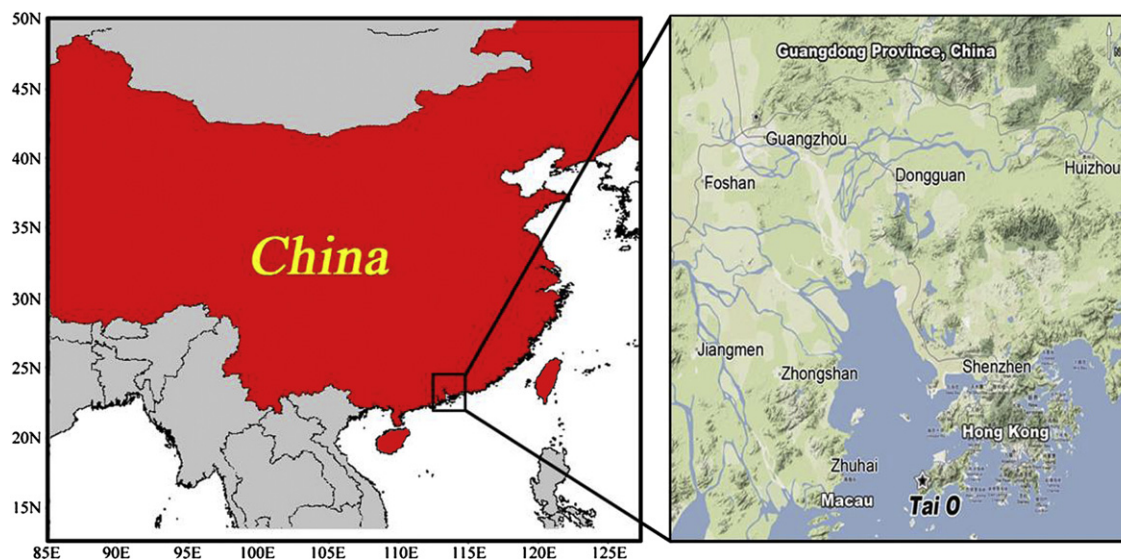 50N
45N
40N
35N
30N
25N
20N
15N
85E
90E
95E
100E
105E
110E
115E
120E
125E
China
Guangdong Province, China
N
Guangzhou
Foshan
Dongguan
Huizhou
Jiangmen
Zhongshan
Shenzhen
Hong Kong
Zhuhai
Macau
Tai O